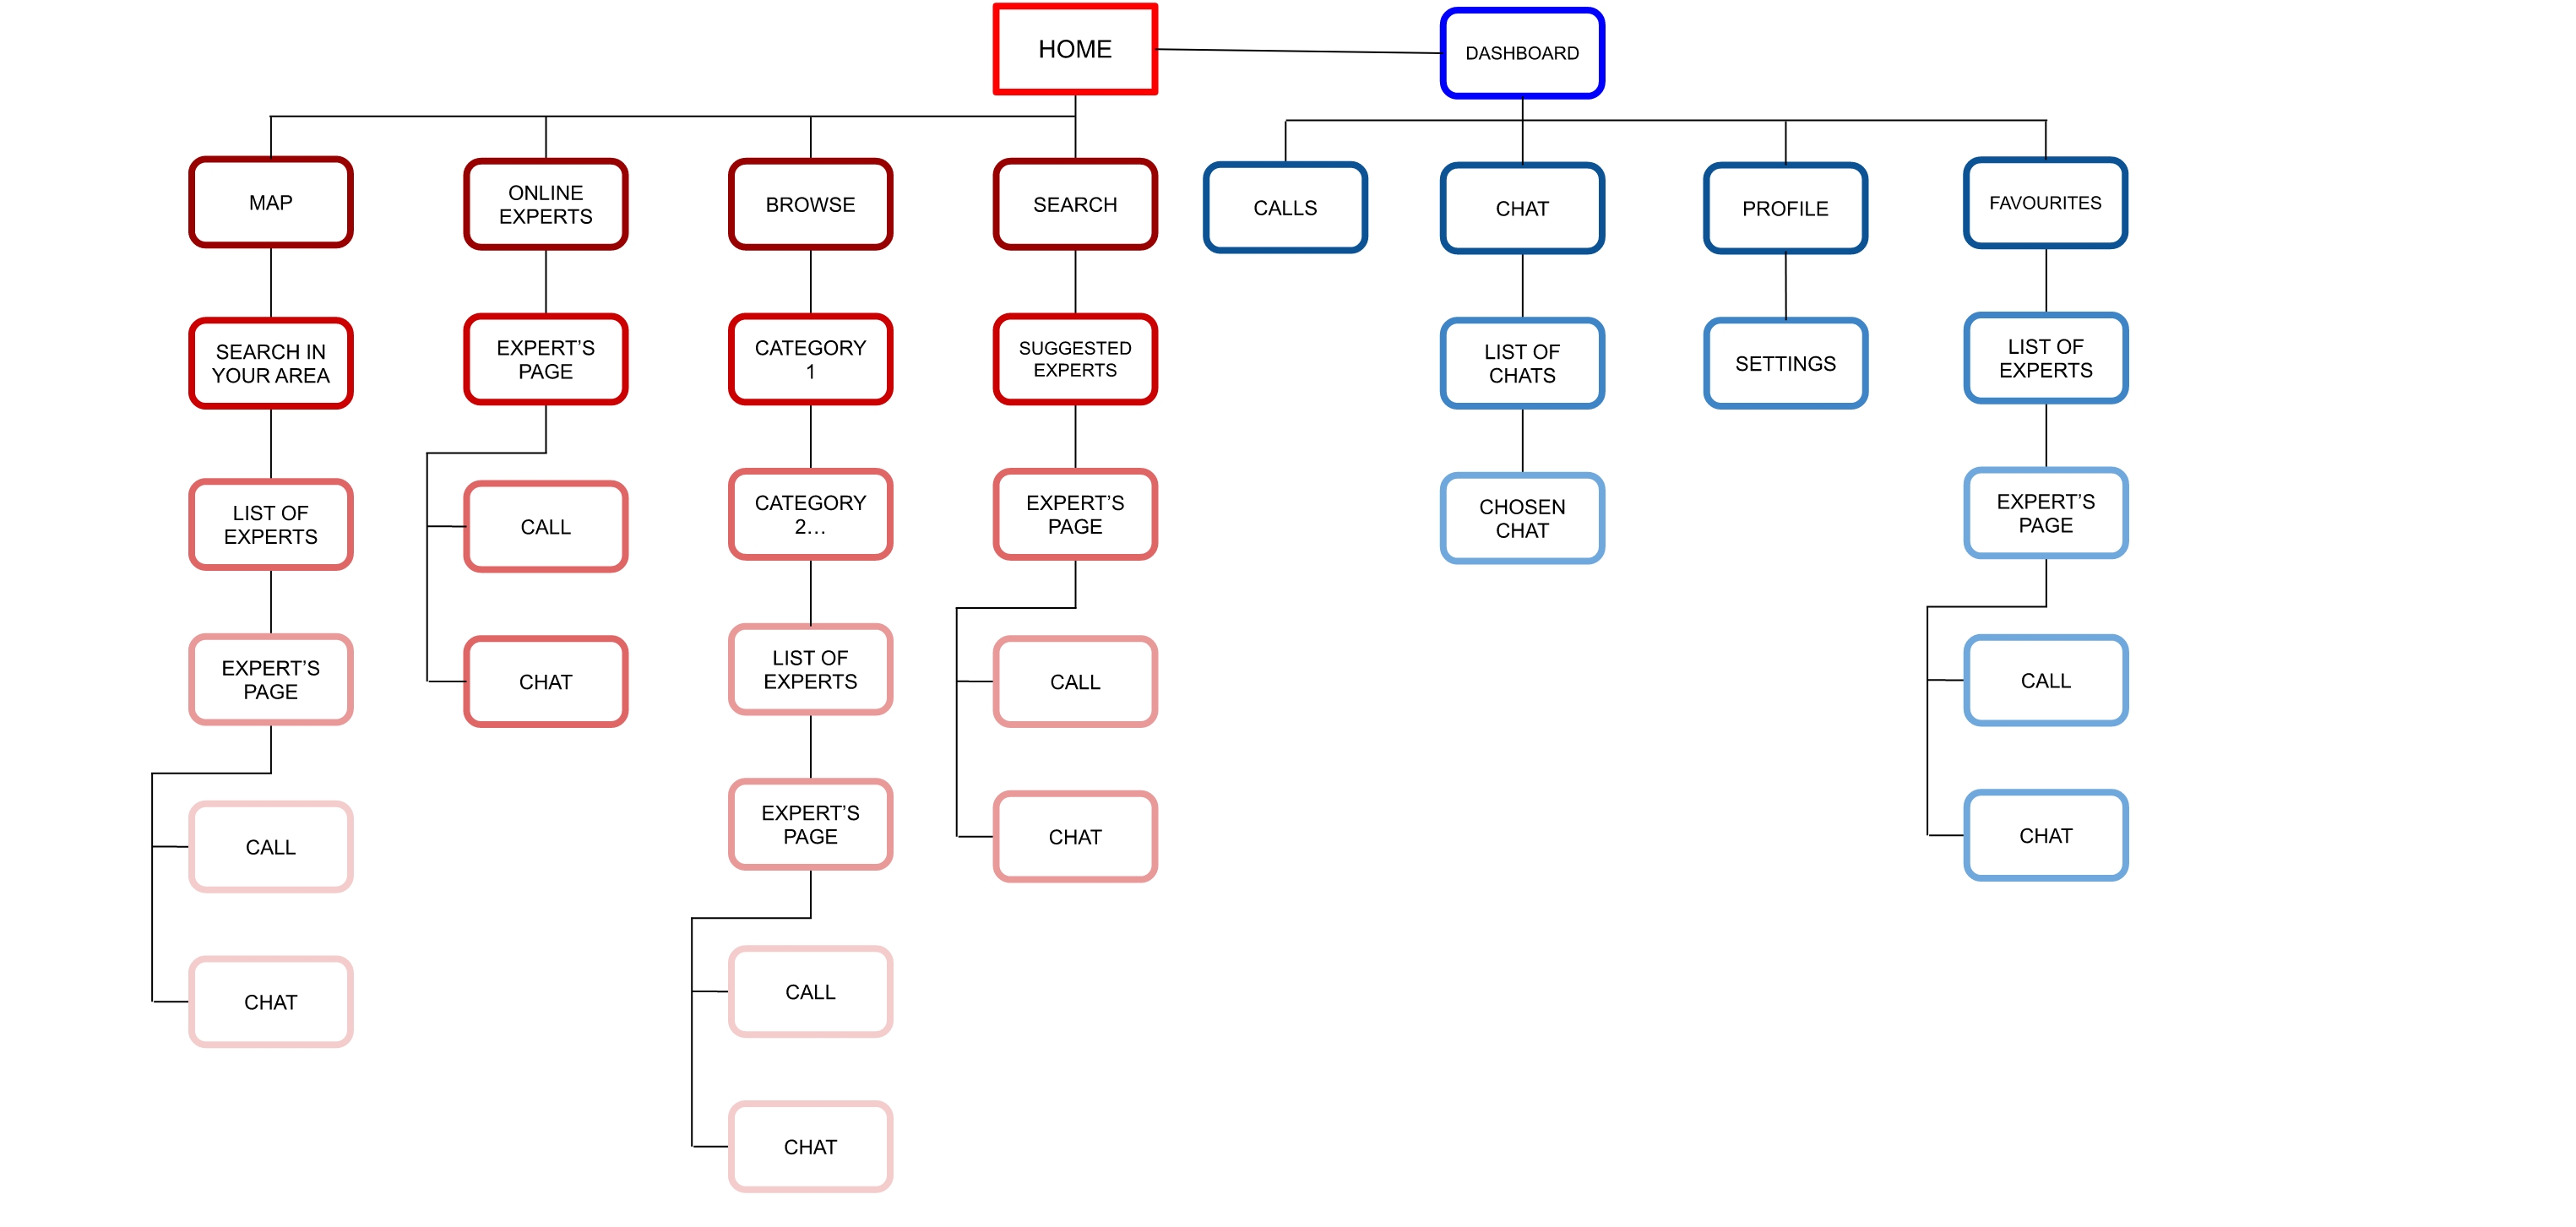 HOME
DASHBOARD
MAP
ONLINE
EXPERTS
BROWSE
SEARCH
CALLS
CHAT
PROFILE
FAVOURITES
SEARCH IN
YOUR AREA
EXPERT’S
PAGE
CATEGORY
1
SUGGESTED
EXPERTS
LIST OF
CHATS
SETTINGS
LIST OF
EXPERTS
LIST OF
EXPERTS
CALL
CATEGORY
2...
EXPERT’S
PAGE
CHOSEN
CHAT
EXPERT’S
PAGE
EXPERT’S
PAGE
CHAT
LIST OF
EXPERTS
CALL
CALL
CALL
EXPERT’S
PAGE
CHAT
CHAT
CHAT
CALL
CHAT